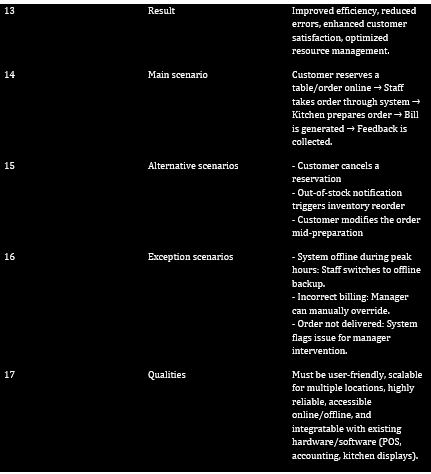 13 Result Improved efficiency, reduced
errors, enhanced customer
satisfaction, optimized
resource management.
14 Main scenario Customer reserves a
table/order online → Staff
takes order through system →
Kitchen prepares order → Bill
is generated → Feedback is
collected.
15 Alternative scenarios - Customer cancels a
reservation
- Out-of-stock notification
triggers inventory reorder
- Customer modifies the order
mid-preparation
16 Exception scenarios - System offline during peak
hours: Staff switches to offline
backup.
- Incorrect billing: Manager
can manually override.
- Order not delivered: System
flags issue for manager
intervention.
17 Qualities Must be user-friendly, scalable
for multiple locations, highly
reliable, accessible
online/offline, and
integratable with existing
hardware/software (POS,
accounting, kitchen displays).